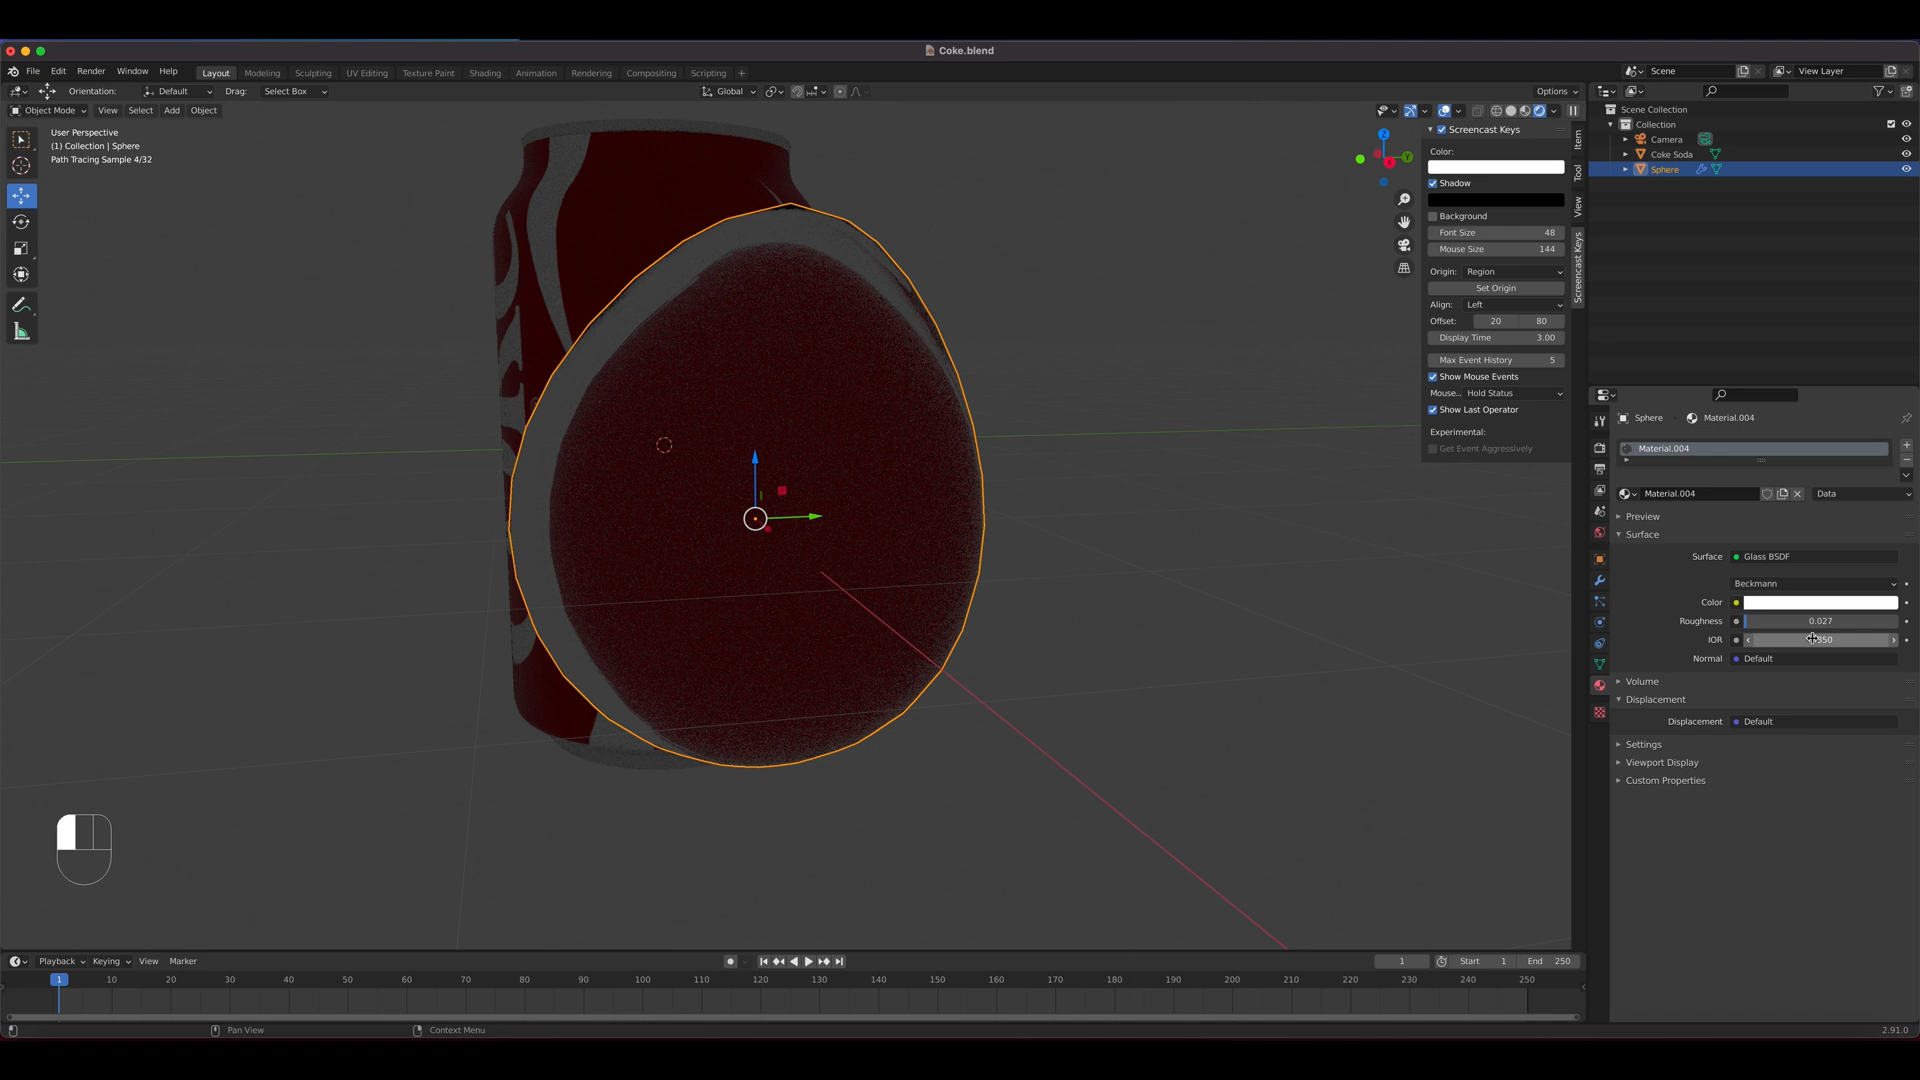 Coke.blend
File Edit Render Window Help Layout Modeling Sculpting UV Editing Texture Paint Shading Animation Rendering Compositing Scripting + Scene View Layer
Orientation: Default Drag: Select Box Global Options
Object Mode View Select Add Object
User Perspective
(1) Collection | Sphere
Path Tracing Sample 4/32
Z
Y
X
Screencast Keys
Color:
Shadow
Background
Font Size 48
Mouse Size 144
Origin: Region
Set Origin
Align: Left
Offset: 20 80
Display Time 3.00
Max Event History 5
Show Mouse Events
Mouse... Hold Status
Show Last Operator
Experimental:
Get Event Aggressively
Item
Tool
View
Screencast Keys
Scene Collection
Collection
Camera
Coke Soda
Sphere
Sphere Material.004
Material.004
Material.004 Data
Preview
Surface
Surface Glass BSDF
Beckmann
Color
Roughness 0.027
IOR
Normal Default
Volume
Displacement
Displacement Default
Settings
Viewport Display
Custom Properties
Playback Keying View Marker 1 Start 1 End 250
1 10 20 30 40 50 60 70 80 90 100 110 120 130 140 150 160 170 180 190 200 210 220 230 240 250
Pan View Context Menu 2.91.0